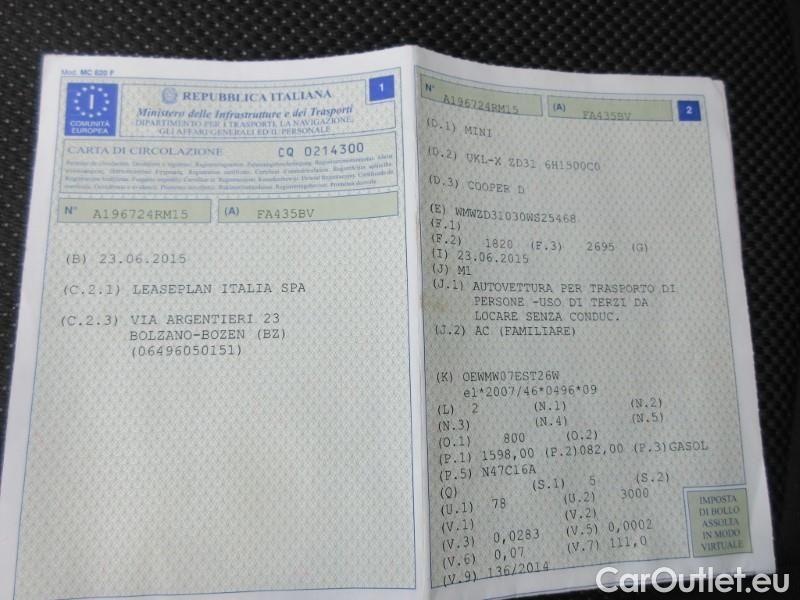 Mod. MC 820 F
I
COMUNITÀ
EUROPEA
REPUBBLICA ITALIANA
Ministero delle Infrastrutture e dei Trasporti
DIPARTIMENTO PER I TRASPORTI, LA NAVIGAZIONE,
GLI AFFARI GENERALI ED IL PERSONALE
1
CARTA DI CIRCOLAZIONE CQ 0214300
N° A196724RM15 (A) FA435BV
(B) 23.06.2015
(C.2.1) LEASEPLAN ITALIA SPA
(C.2.3) VIA ARGENTIERI 23
BOLZANO-BOZEN (BZ)
(06496050151)
N° A196724RM15 (A) FA435BV 2
(D.1) MINI
(D.2) UKL-X ZD31 6H1500C0
(D.3) COOPER D
(E) WMWZD31030WS25468
(F.1)
(F.2) 1820 (F.3) 2695 (G)
(I) 23.06.2015
(J) M1
(J.1) AUTOVETTURA PER TRASPORTO DI
PERSONE -USO DI TERZI DA
LOCARE SENZA CONDUC.
(J.2) AC (FAMILIARE)
(K) OEWMW07EST26W
e1*2007/46*0496*09
(L) 2 (N.1) (N.2)
(N.3) (N.4) (N.5)
(O.1) 800 (O.2)
(P.1) 1598,00 (P.2)082,00 (P.3)GASOL
(P.5) N47C16A
(Q) (S.1) 5 (S.2)
(U.1) 78 (U.2) 3000
(V.1) (V.2)
(V.3) 0,0283 (V.5) 0,0002
(V.6) 0,07 (V.7) 111,0
(V.9) 136/2014
IMPOSTA
DI BOLLO
ASSOLTA
IN MODO
VIRTUALE
CarOutlet.eu